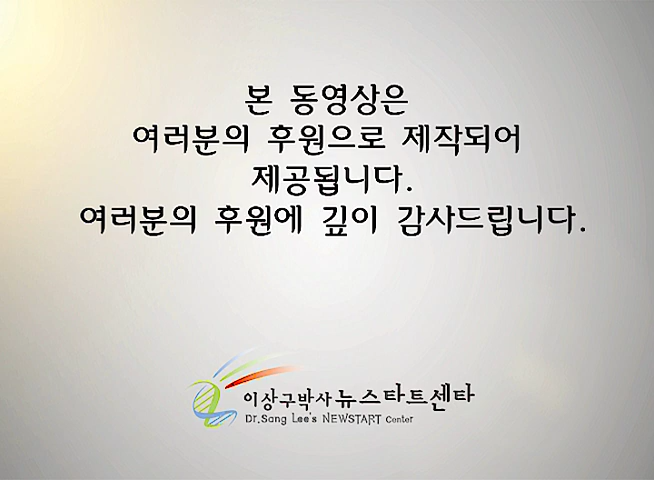 본 동영상은
여러분의 후원으로 제작되어
제공됩니다.
여러분의 후원에 깊이 감사드립니다.
이상구박사 뉴스타트센타
Dr.Sang Lee's NEWSTART Center